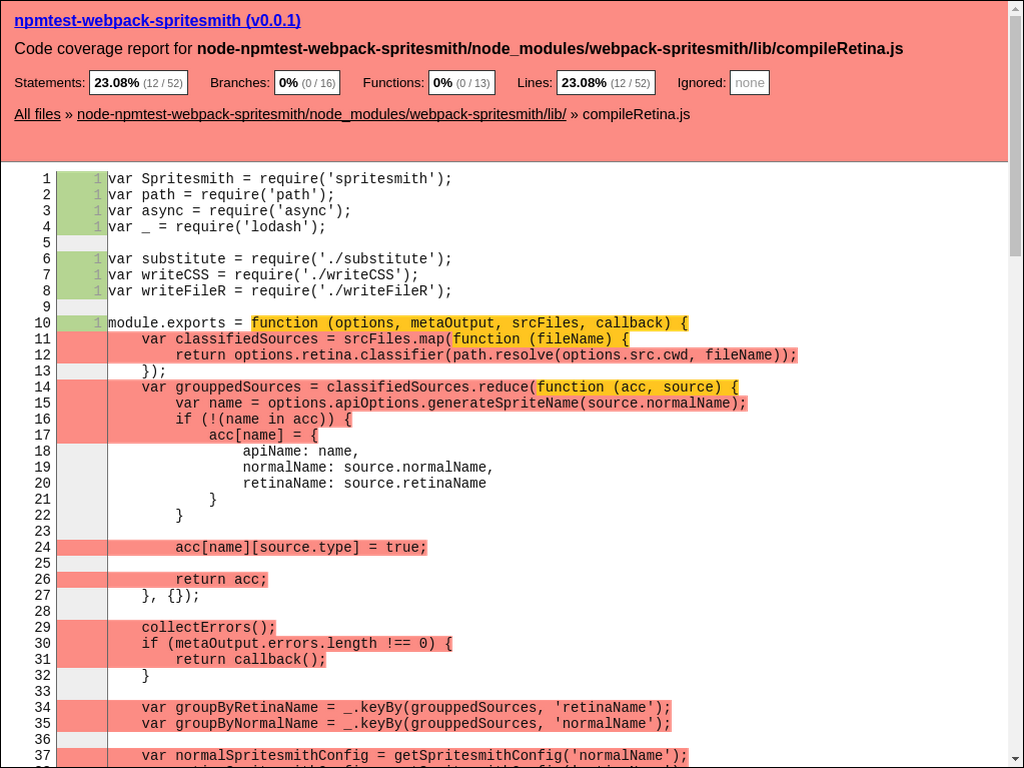 npmtest-webpack-spritesmith (v0.0.1)
Code coverage report for node-npmtest-webpack-spritesmith/node_modules/webpack-spritesmith/lib/compileRetina.js
Statements: 23.08% (12 / 52) Branches: 0% (0 / 16) Functions: 0% (0 / 13) Lines: 23.08% (12 / 52) Ignored: none
All files » node-npmtest-webpack-spritesmith/node_modules/webpack-spritesmith/lib/ » compileRetina.js
1 1 var Spritesmith = require('spritesmith');
2 1 var path = require('path');
3 1 var async = require('async');
4 1 var _ = require('lodash');
5
6 1 var substitute = require('./substitute');
7 1 var writeCSS = require('./writeCSS');
8 1 var writeFileR = require('./writeFileR');
9
10 1 module.exports = function (options, metaOutput, srcFiles, callback) {
11     var classifiedSources = srcFiles.map(function (fileName) {
12         return options.retina.classifier(path.resolve(options.src.cwd, fileName));
13     });
14     var grouppedSources = classifiedSources.reduce(function (acc, source) {
15         var name = options.apiOptions.generateSpriteName(source.normalName);
16         if (!(name in acc)) {
17             acc[name] = {
18                 apiName: name,
19                 normalName: source.normalName,
20                 retinaName: source.retinaName
21             }
22         }
23
24         acc[name][source.type] = true;
25
26         return acc;
27     }, {});
28
29     collectErrors();
30     if (metaOutput.errors.length !== 0) {
31         return callback();
32     }
33
34     var groupByRetinaName = _.keyBy(grouppedSources, 'retinaName');
35     var groupByNormalName = _.keyBy(grouppedSources, 'normalName');
36
37     var normalSpritesmithConfig = getSpritesmithConfig('normalName');